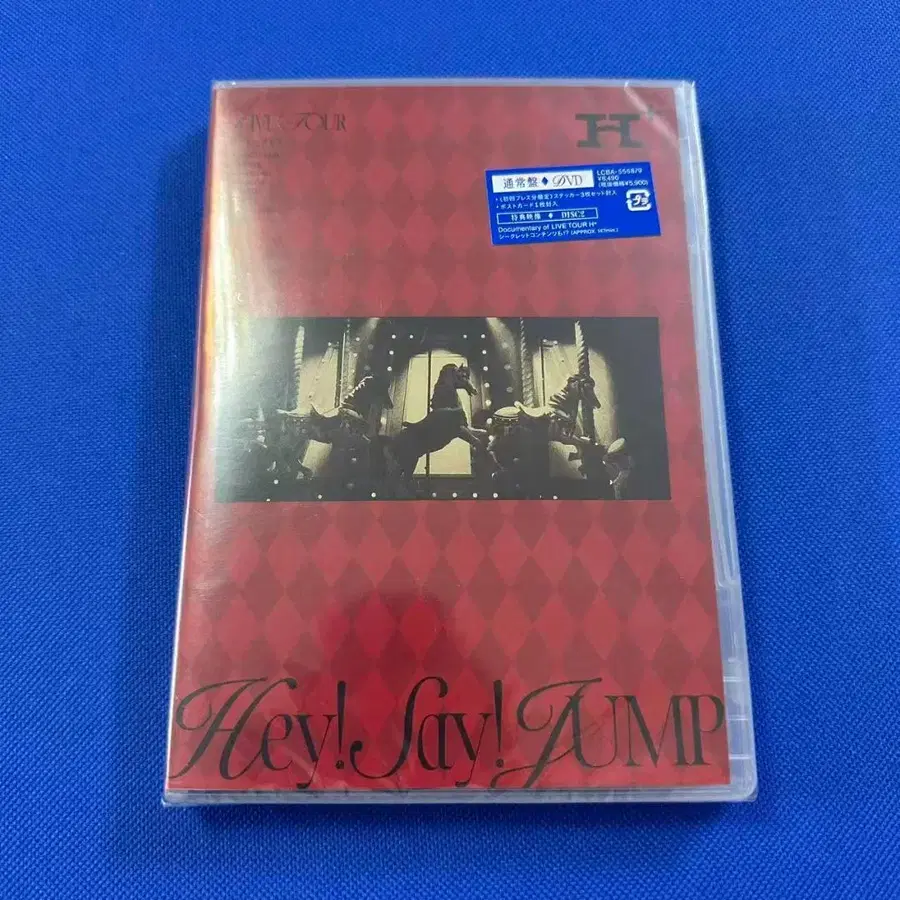 LIVE TOUR
H+
通常盤◆DVD
LCBA-5568/9
¥6,490
(税抜価格¥5,900)
•〈初回プレス分限定〉ステッカー3枚セット封入
•ポストカード1枚封入
特典映像 ◆ DISC2
Documentary of LIVE TOUR H+
シークレットコンテンツも!?
Hey! Say! JUMP